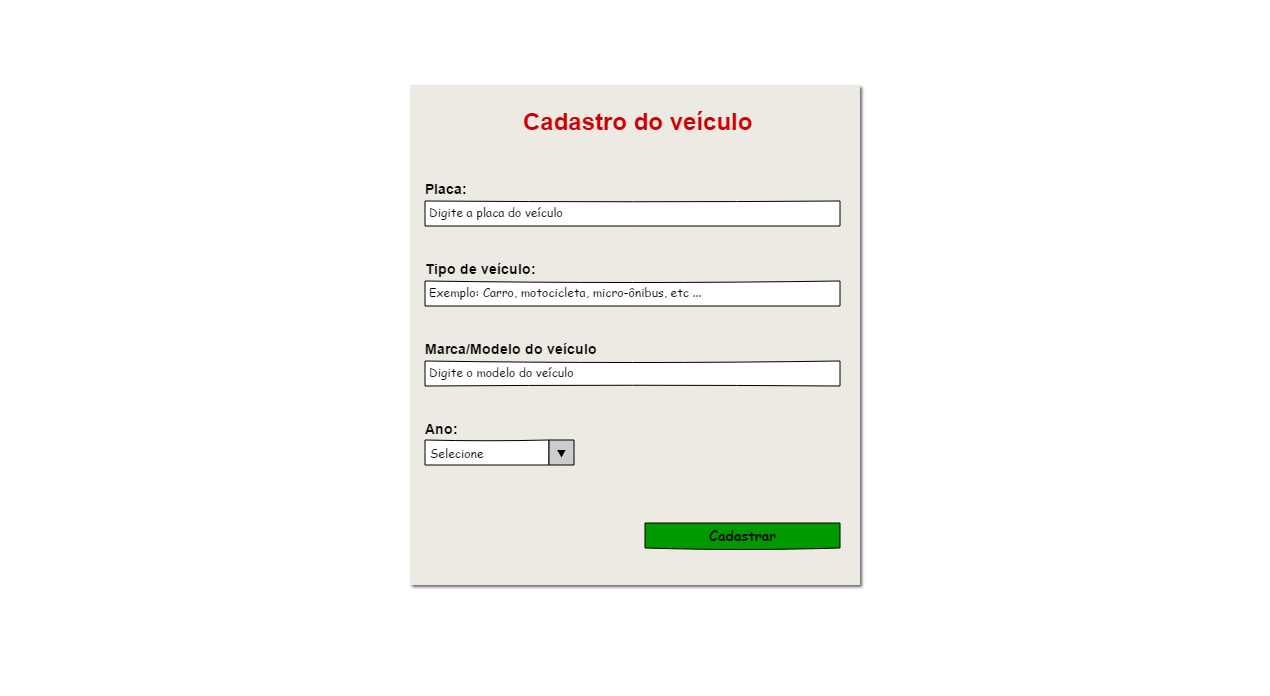 Cadastro do veículo
Placa:
Digite a placa do veículo
Tipo de veículo:
Exemplo: Carro, motocicleta, micro-ônibus, etc ...
Marca/Modelo do veículo
Digite o modelo do veículo
Ano:
Selecione
Cadastrar